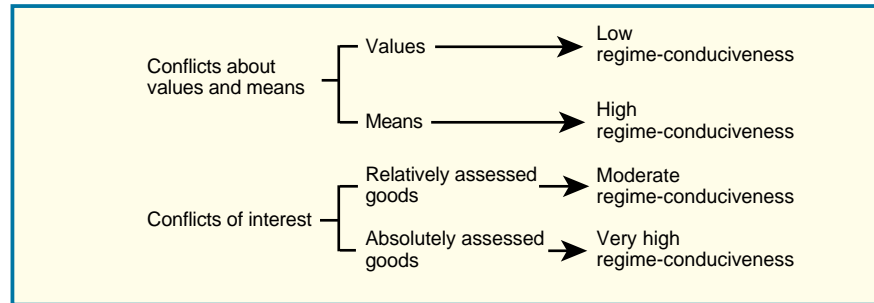 Conflicts about
values and means
Values
Low
regime-conduciveness
Means
High
regime-conduciveness
Conflicts of interest
Relatively assessed
goods
Moderate
regime-conduciveness
Absolutely assessed
goods
Very high
regime-conduciveness